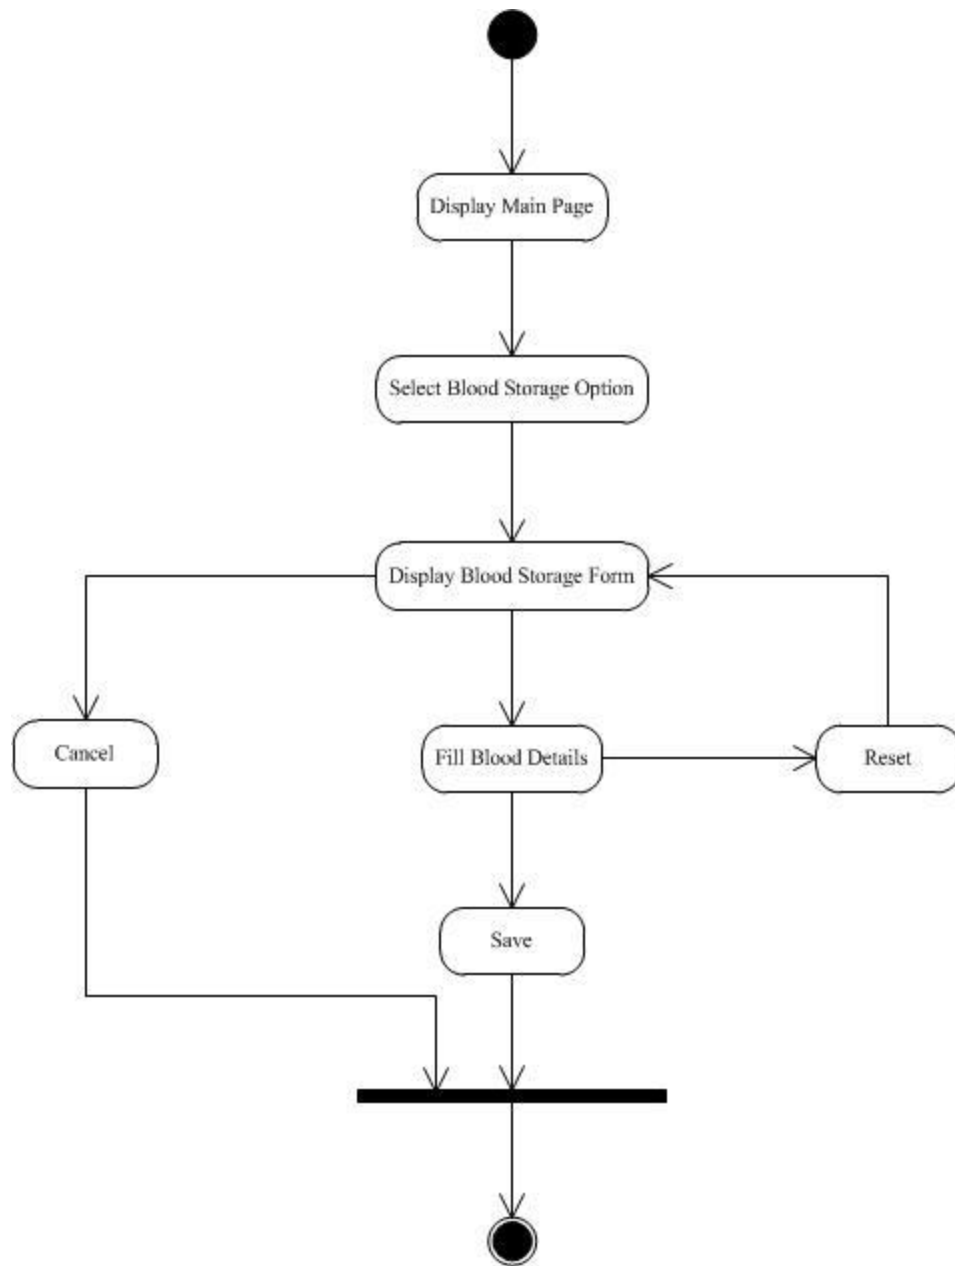 Display Main Page
Select Blood Storage Option
Display Blood Storage Form
Cancel
Fill Blood Details
Reset
Save